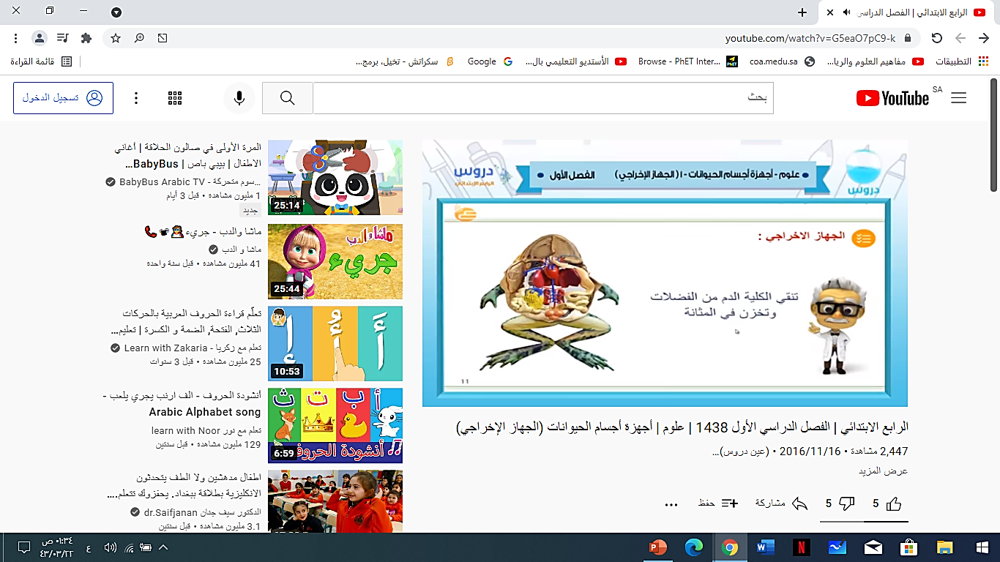 الرابع الابتدائي | الفصل الدراسي
youtube.com/watch?v=G5eaO7pC9-k
التطبيقات
مفاهيم العلوم والريا...
coa.medu.sa
Browse - PhET Inter...
الأستديو التعليمي بال...
Google
سكراتش - تخيل، برمج...
قائمة القراءة
YouTube SA
بحث
تسجيل الدخول
دروس
علوم - أجهزة أجسام الحيوانات - ١ ( الجهاز الإخراجي )
الفصل الأول
دروس
الرابع الابتدائي
الجهاز الاخراجي :
تنقي الكلية الدم من الفضلات
وتخزن في المثانة
11
الرابع الابتدائي | الفصل الدراسي الأول 1438 | علوم | أجهزة أجسام الحيوانات (الجهاز الإخراجي)
2,447 مشاهدة • 2016/11/16 • (عين دروس)...
عرض المزيد
5
5
مشاركة
حفظ
25:14
المرة الأولى في صالون الحلاقة | أغاني
الاطفال | بيبي باص | BabyBus...
...سوم متحركة - BabyBus Arabic TV
1 مليون مشاهدة • قبل 3 أيام
جديد
ماشا والدب
جريء
25:44
ماشا والدب - جريء
ماشا و الدب
41 مليون مشاهدة • قبل سنة واحدة
أَ
أُ
إِ
10:53
تعلَّم قراءة الحروف العربية بالحركات
الثلاث, الفتحة, الضمة و الكسرة | تعليم...
تعلم مع زكريا - Learn with Zakaria
25 مليون مشاهدة • قبل 3 سنوات
أ
ب
ت
ث
أنشودة الحروف
6:59
أنشودة الحروف - الف ارنب يجري يلعب -
Arabic Alphabet song
تعلم مع نور learn with Noor
129 مليون مشاهدة • قبل سنتين
اطفال مدهشين ولا الطف يتحدثون
الانكليزية بطلاقة ببغداد. يحفزوك تتعلم....
الدكتور سيف جنان dr.Saifjanan
3.1 مليون مشاهدة • قبل سنتين
ع
٠١:٣٤ ص
٤٣/٠٣/٢٢